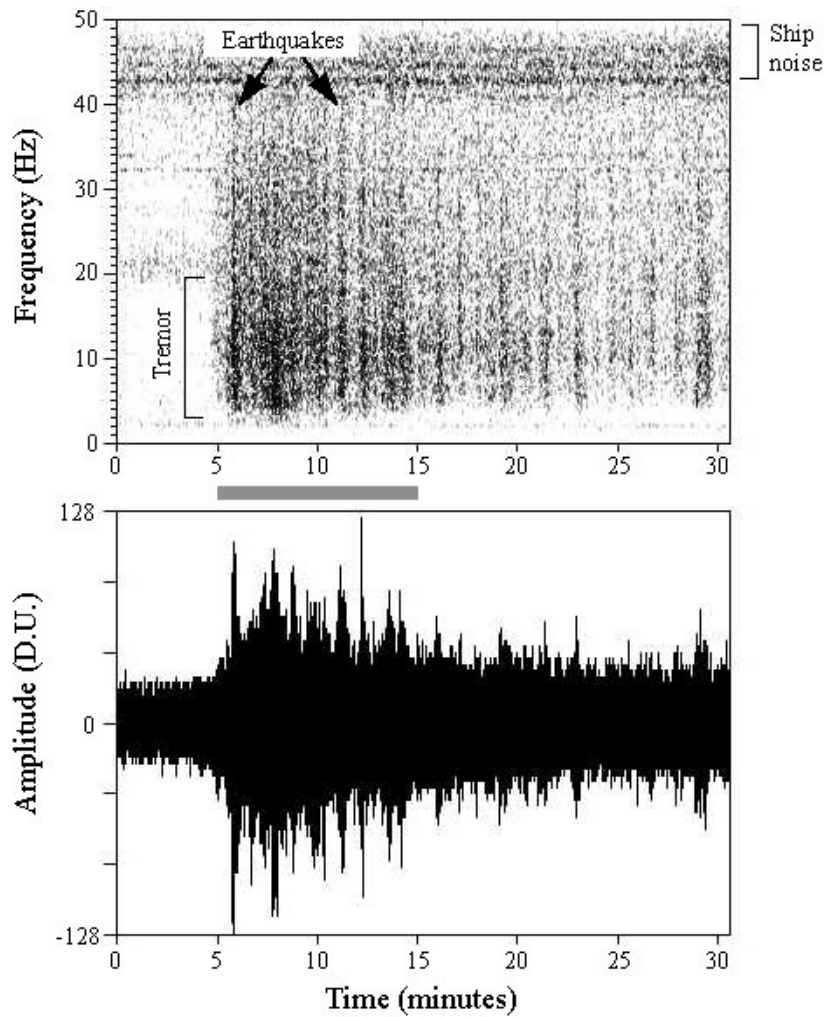 50
40
30
20
10
0
Frequency (Hz)
Earthquakes
Ship
noise
Tremor
0 5 10 15 20 25 30
128
0
-128
Amplitude (D.U.)
0 5 10 15 20 25 30
Time (minutes)